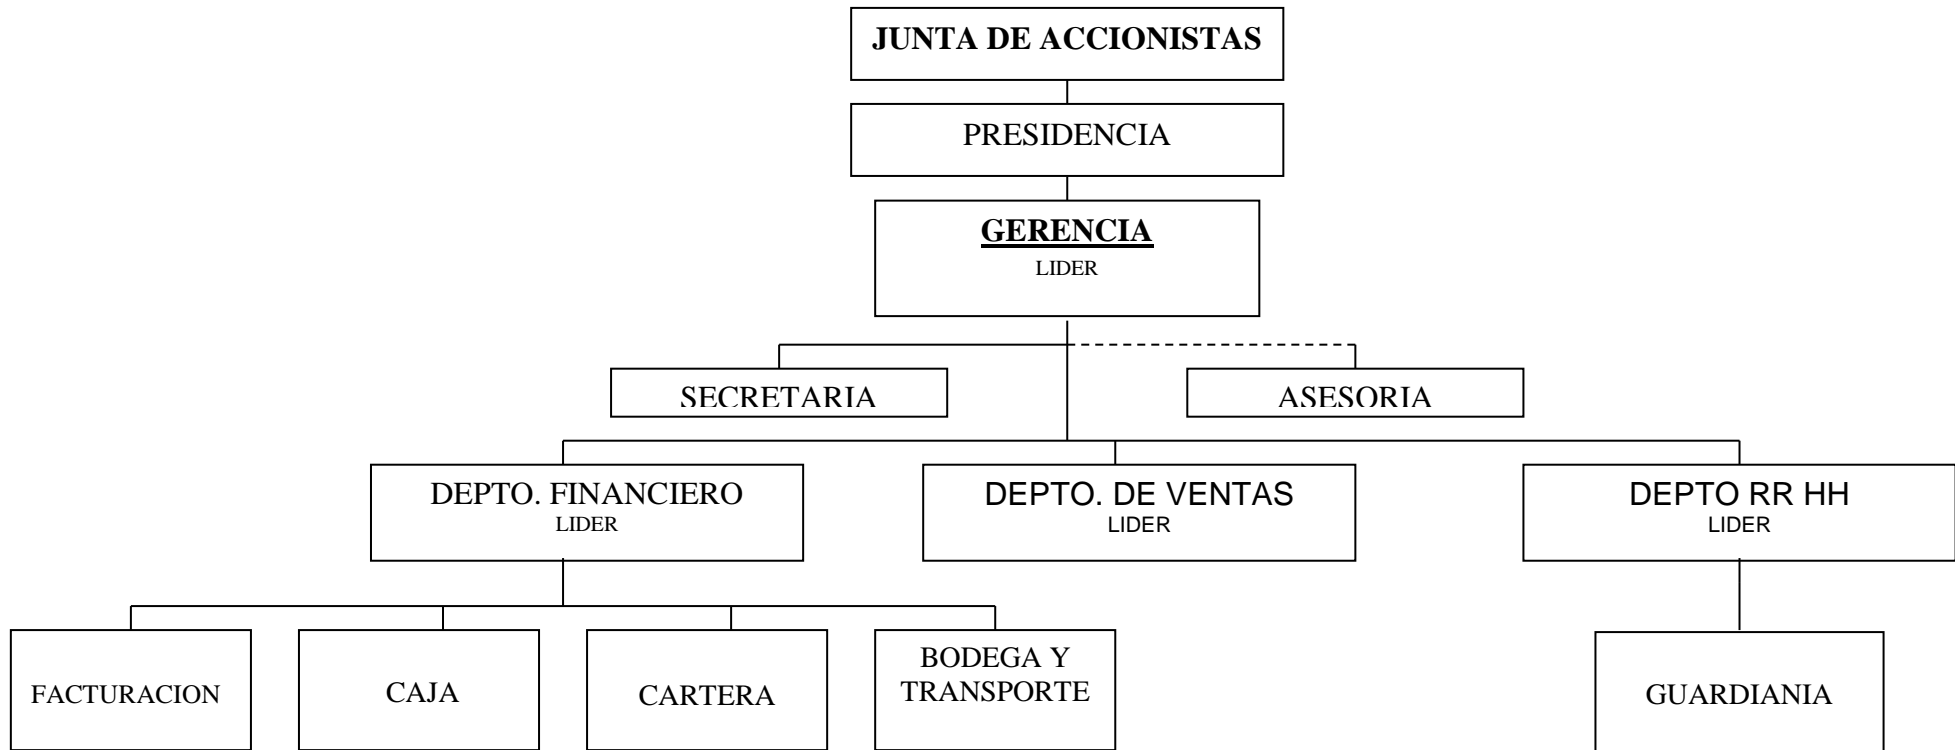 JUNTA DE ACCIONISTAS
PRESIDENCIA
GERENCIA
LIDER
SECRETARIA
ASESORIA
DEPTO. FINANCIERO
LIDER
DEPTO. DE VENTAS
LIDER
DEPTO RR HH
LIDER
FACTURACION
CAJA
CARTERA
BODEGA Y
TRANSPORTE
GUARDIANIA